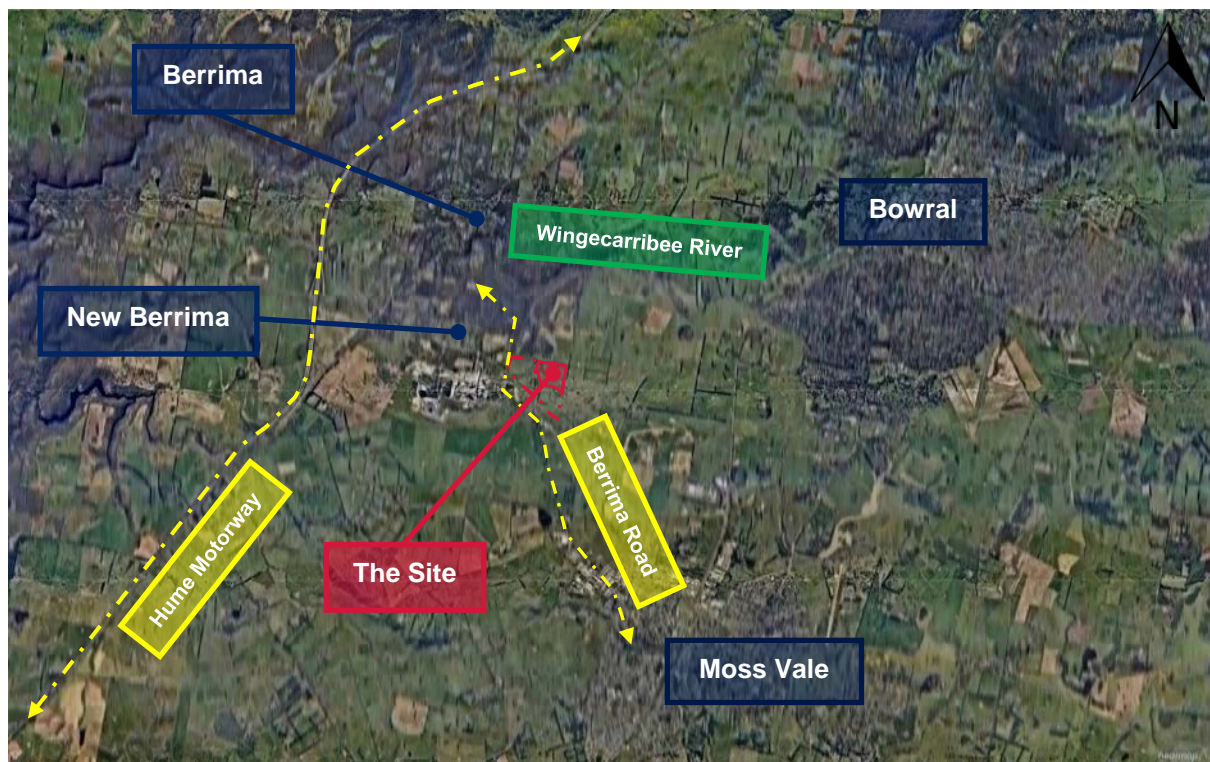 Berrima
N
Bowral
Wingecarribee River
New Berrima
Berrima Road
Hume Motorway
The Site
Moss Vale